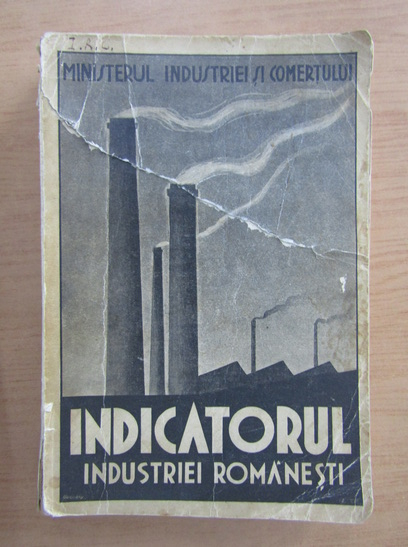 I.R.S.
MINISTERUL INDUSTRIEI ȘI COMERȚULUI
INDICATORUL
INDUSTRIEI ROMÂNEȘTI